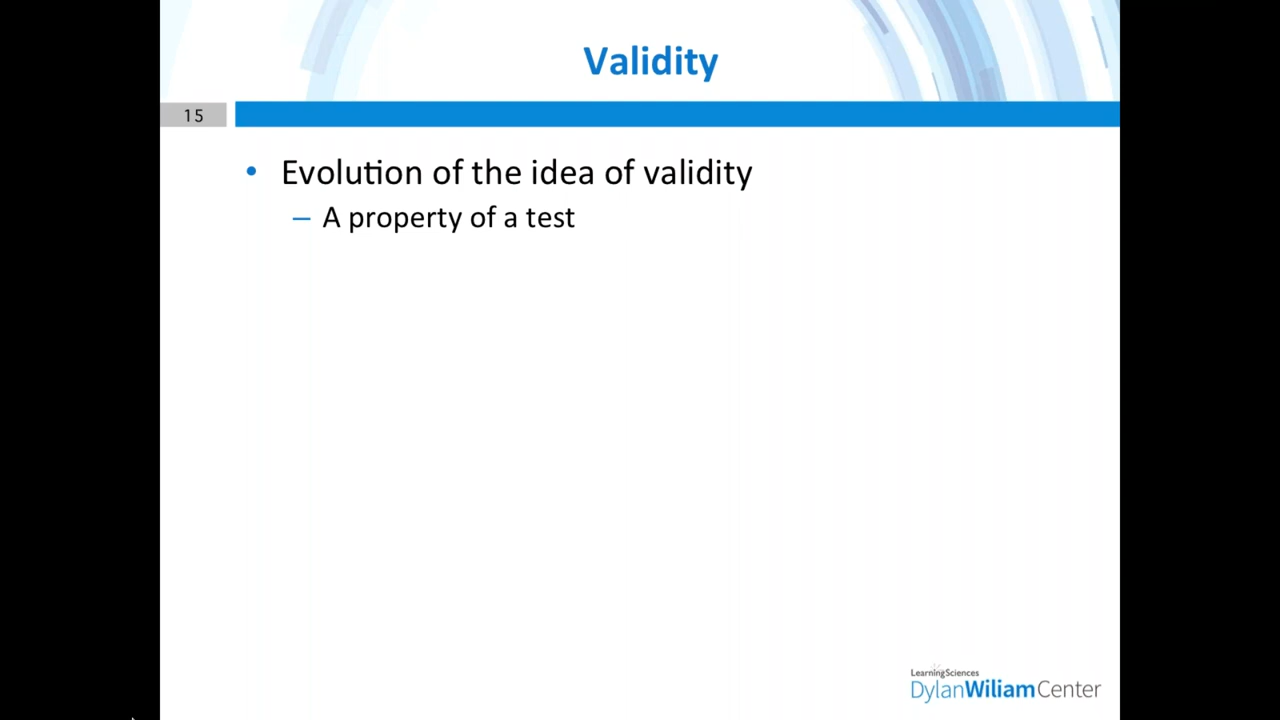 Validity
15
• Evolution of the idea of validity
– A property of a test
LearningSciences
DylanWiliamCenter